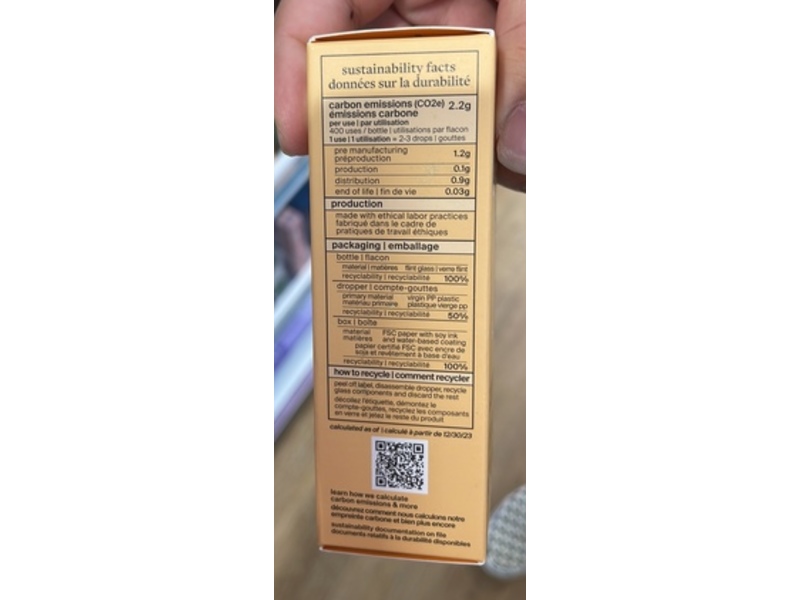 sustainability facts
données sur la durabilité
carbon emissions (CO2e) 2.2g
émissions carbone
per use | par utilisation
400 uses / bottle | utilisations par flacon
1 use | 1 utilisation = 2-3 drops | gouttes
pre manufacturing 1.2g
préproduction
production 0.1g
distribution 0.9g
end of life | fin de vie 0.03g
production
made with ethical labor practices
fabriqué dans le cadre de
pratiques de travail éthiques
packaging | emballage
bottle | flacon
material | matières flint glass | verre flint
recyclability | recyclabilité 100%
dropper | compte-gouttes
primary material virgin PP plastic
matériau primaire plastique vierge pp
recyclability | recyclabilité 50%
box | boîte
material FSC paper with soy ink
matières and water-based coating
papier certifié FSC avec encre de
soja et revêtement à base d'eau
recyclability | recyclabilité 100%
how to recycle | comment recycler
peel off label, disassemble dropper, recycle
glass components and discard the rest
décollez l'étiquette, démontez le
compte-gouttes, recyclez les composants
en verre et jetez le reste du produit
calculated as of | calculé à partir de 12/30/23
learn how we calculate
carbon emissions & more
découvrez comment nous calculons notre
empreinte carbone et bien plus encore
sustainability documentation on file
documents relatifs à la durabilité disponibles